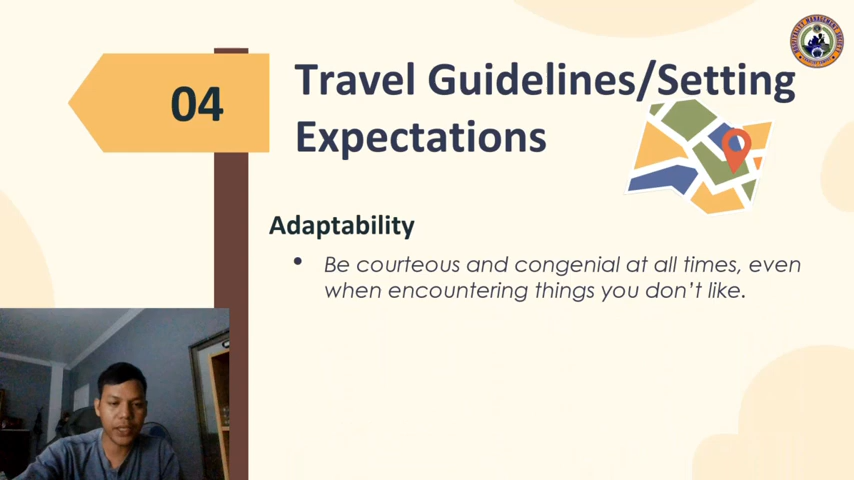 04
Travel Guidelines/Setting
Expectations
Adaptability
• Be courteous and congenial at all times, even
when encountering things you don’t like.